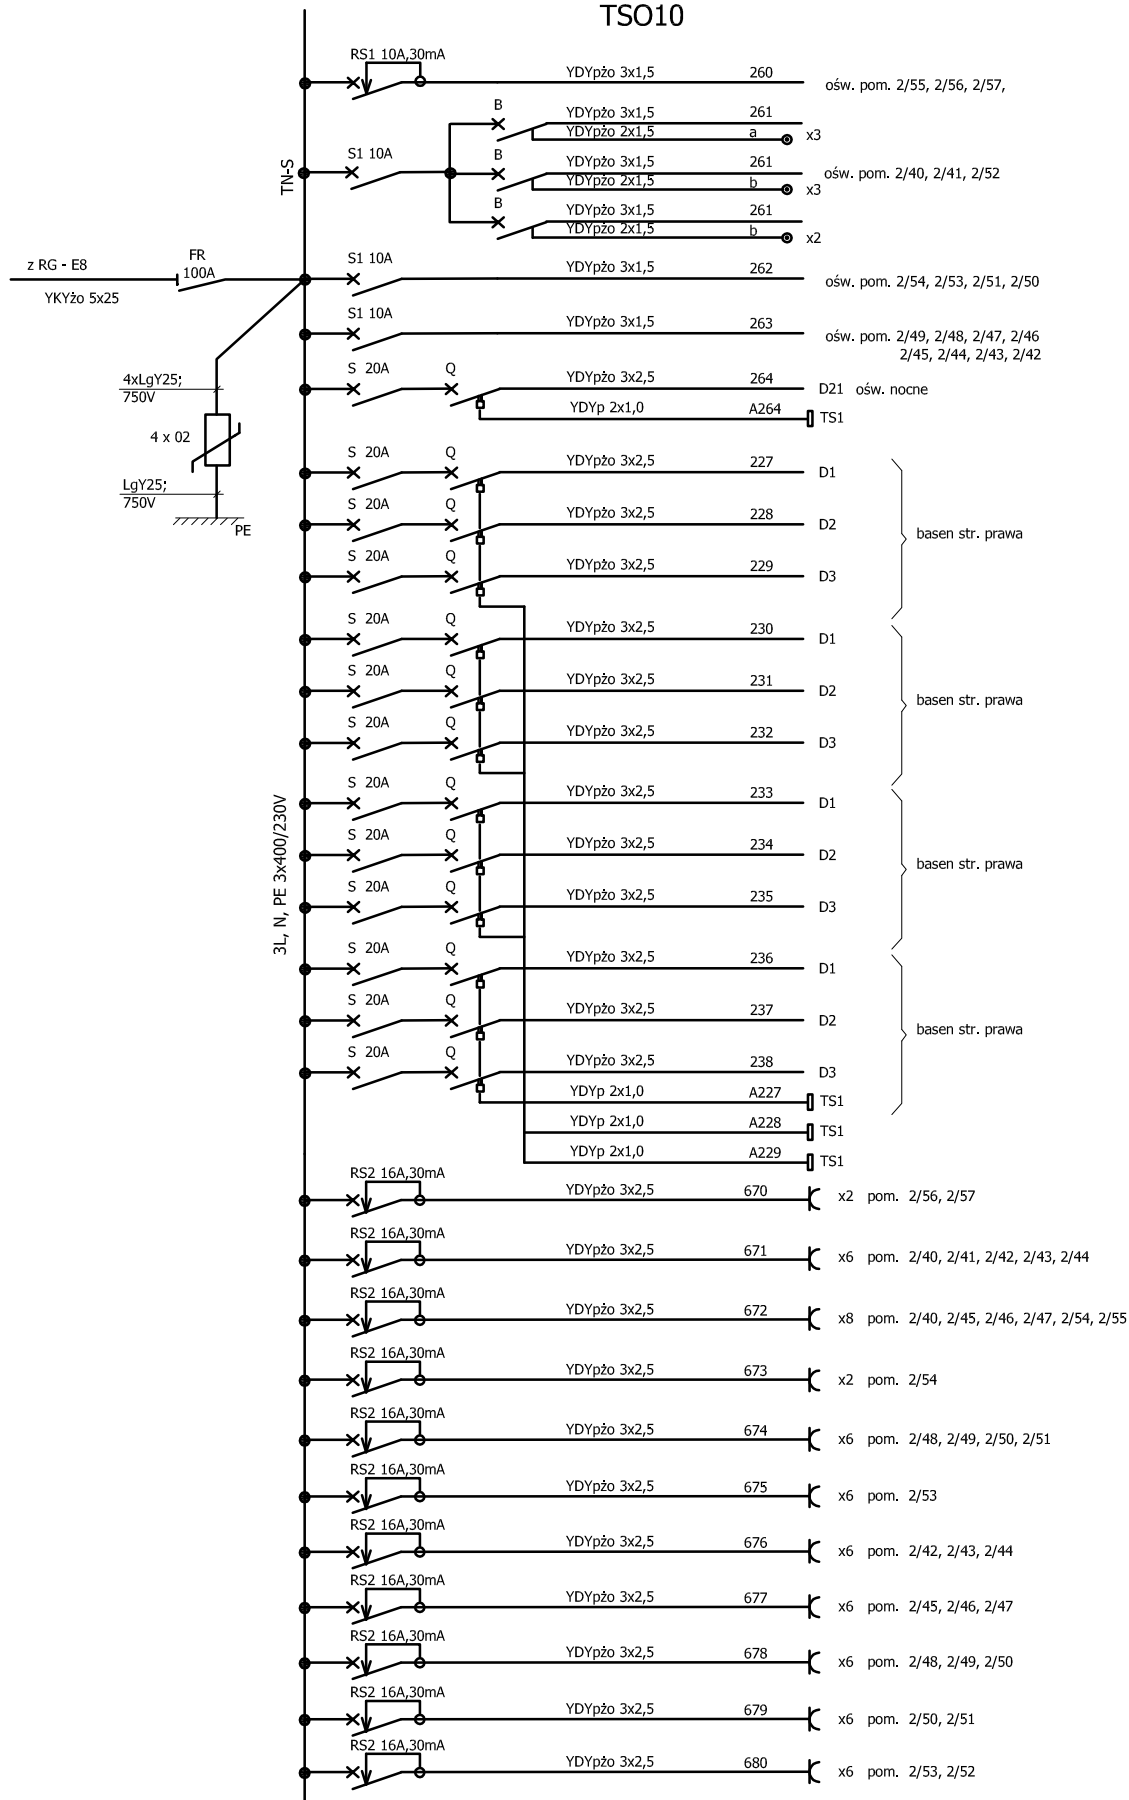 TSO10
RS1 10A,30mA YDYpżo 3x1,5 260 ośw. pom. 2/55, 2/56, 2/57,
B YDYpżo 3x1,5 261
YDYpżo 2x1,5 a x3
TN-S
S1 10A B YDYpżo 3x1,5 261 ośw. pom. 2/40, 2/41, 2/52
YDYpżo 2x1,5 b x3
B YDYpżo 3x1,5 261
YDYpżo 2x1,5 b x2
z RG - E8 FR 100A
YKYżo 5x25
S1 10A YDYpżo 3x1,5 262 ośw. pom. 2/54, 2/53, 2/51, 2/50
S1 10A YDYpżo 3x1,5 263 ośw. pom. 2/49, 2/48, 2/47, 2/46
2/45, 2/44, 2/43, 2/42
4xLgY25;
750V
4 x 02
LgY25;
750V
PE
S 20A Q YDYpżo 3x2,5 264 D21 ośw. nocne
YDYp 2x1,0 A264 TS1
S 20A Q YDYpżo 3x2,5 227 D1
S 20A Q YDYpżo 3x2,5 228 D2
basen str. prawa
S 20A Q YDYpżo 3x2,5 229 D3
S 20A Q YDYpżo 3x2,5 230 D1
S 20A Q YDYpżo 3x2,5 231 D2
basen str. prawa
S 20A Q YDYpżo 3x2,5 232 D3
3L, N, PE 3x400/230V
S 20A Q YDYpżo 3x2,5 233 D1
S 20A Q YDYpżo 3x2,5 234 D2
basen str. prawa
S 20A Q YDYpżo 3x2,5 235 D3
S 20A Q YDYpżo 3x2,5 236 D1
S 20A Q YDYpżo 3x2,5 237 D2
basen str. prawa
S 20A Q YDYpżo 3x2,5 238 D3
YDYp 2x1,0 A227 TS1
YDYp 2x1,0 A228 TS1
YDYp 2x1,0 A229 TS1
RS2 16A,30mA YDYpżo 3x2,5 670 x2 pom. 2/56, 2/57
RS2 16A,30mA YDYpżo 3x2,5 671 x6 pom. 2/40, 2/41, 2/42, 2/43, 2/44
RS2 16A,30mA YDYpżo 3x2,5 672 x8 pom. 2/40, 2/45, 2/46, 2/47, 2/54, 2/55
RS2 16A,30mA YDYpżo 3x2,5 673 x2 pom. 2/54
RS2 16A,30mA YDYpżo 3x2,5 674 x6 pom. 2/48, 2/49, 2/50, 2/51
RS2 16A,30mA YDYpżo 3x2,5 675 x6 pom. 2/53
RS2 16A,30mA YDYpżo 3x2,5 676 x6 pom. 2/42, 2/43, 2/44
RS2 16A,30mA YDYpżo 3x2,5 677 x6 pom. 2/45, 2/46, 2/47
RS2 16A,30mA YDYpżo 3x2,5 678 x6 pom. 2/48, 2/49, 2/50
RS2 16A,30mA YDYpżo 3x2,5 679 x6 pom. 2/50, 2/51
RS2 16A,30mA YDYpżo 3x2,5 680 x6 pom. 2/53, 2/52